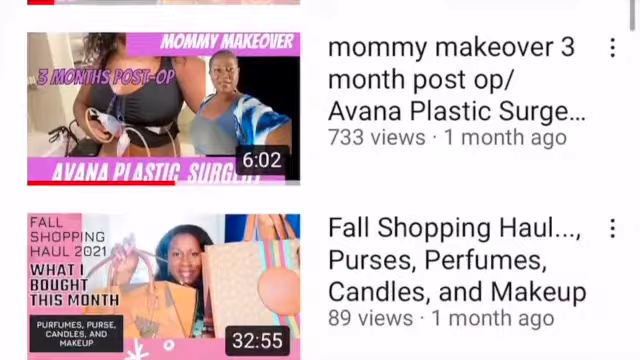 MOMMY MAKEOVER
3 MONTHS POST-OP
AVANA PLASTIC SURGERY
6:02
mommy makeover 3
month post op/
Avana Plastic Surge...
733 views · 1 month ago
FALL
SHOPPING
HAUL 2021
WHAT I
BOUGHT
THIS MONTH
PURFUMES, PURSE,
CANDLES, AND
MAKEUP
32:55
Fall Shopping Haul...,
Purses, Perfumes,
Candles, and Makeup
89 views · 1 month ago